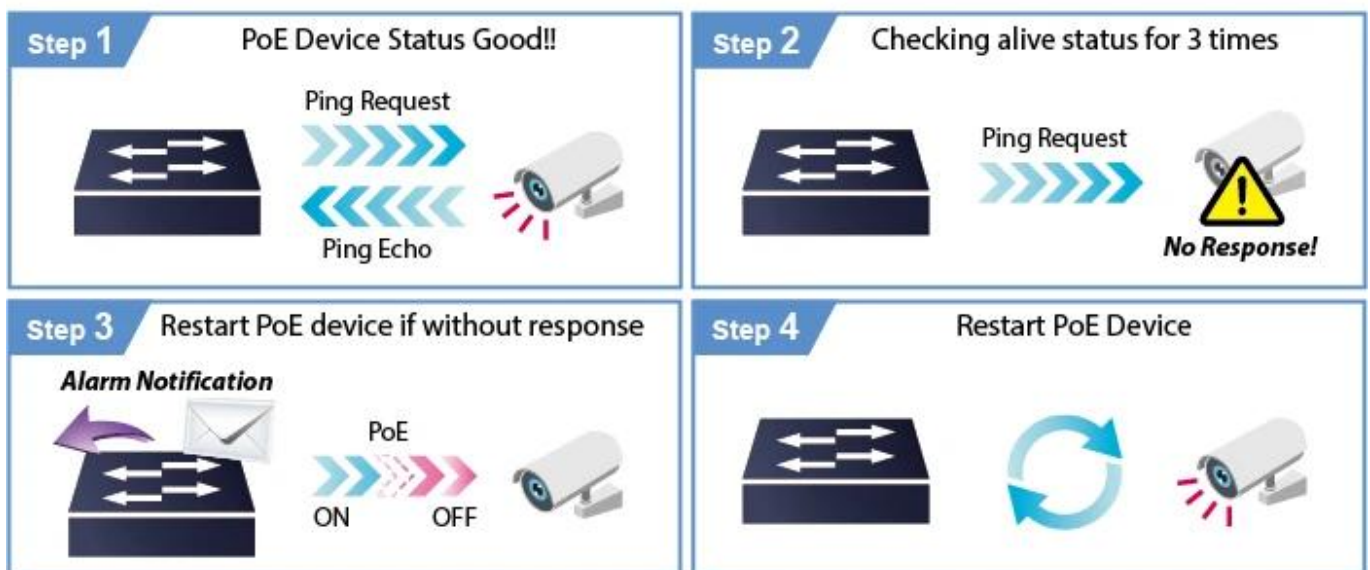 Step 1
PoE Device Status Good!!
Ping Request
Ping Echo
Step 2
Checking alive status for 3 times
Ping Request
No Response!
Step 3
Restart PoE device if without response
Alarm Notification
PoE
ON OFF
Step 4
Restart PoE Device